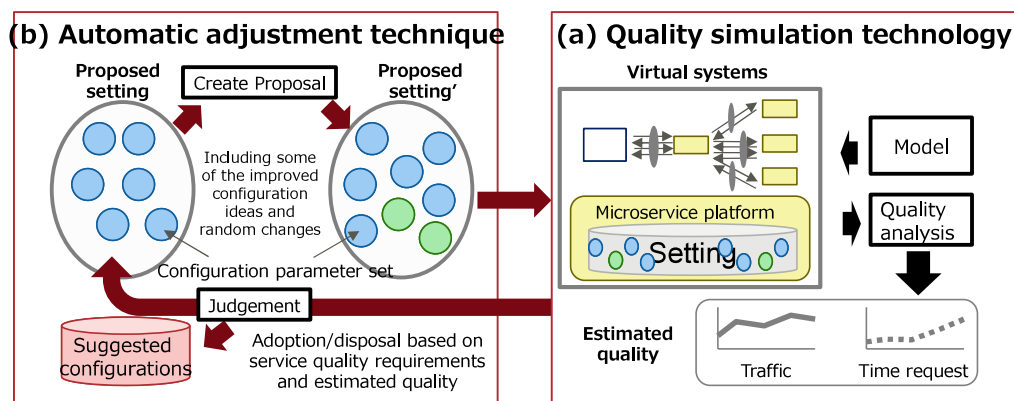 (b) Automatic adjustment technique
Proposed
setting
Create Proposal
Proposed
setting’
Including some
of the improved
configuration
ideas and
random changes
Configuration parameter set
Judgement
Suggested
configurations
Adoption/disposal based on
service quality requirements
and estimated quality
(a) Quality simulation technology
Virtual systems
Model
Microservice platform
Setting
Quality
analysis
Estimated
quality
Traffic
Time request